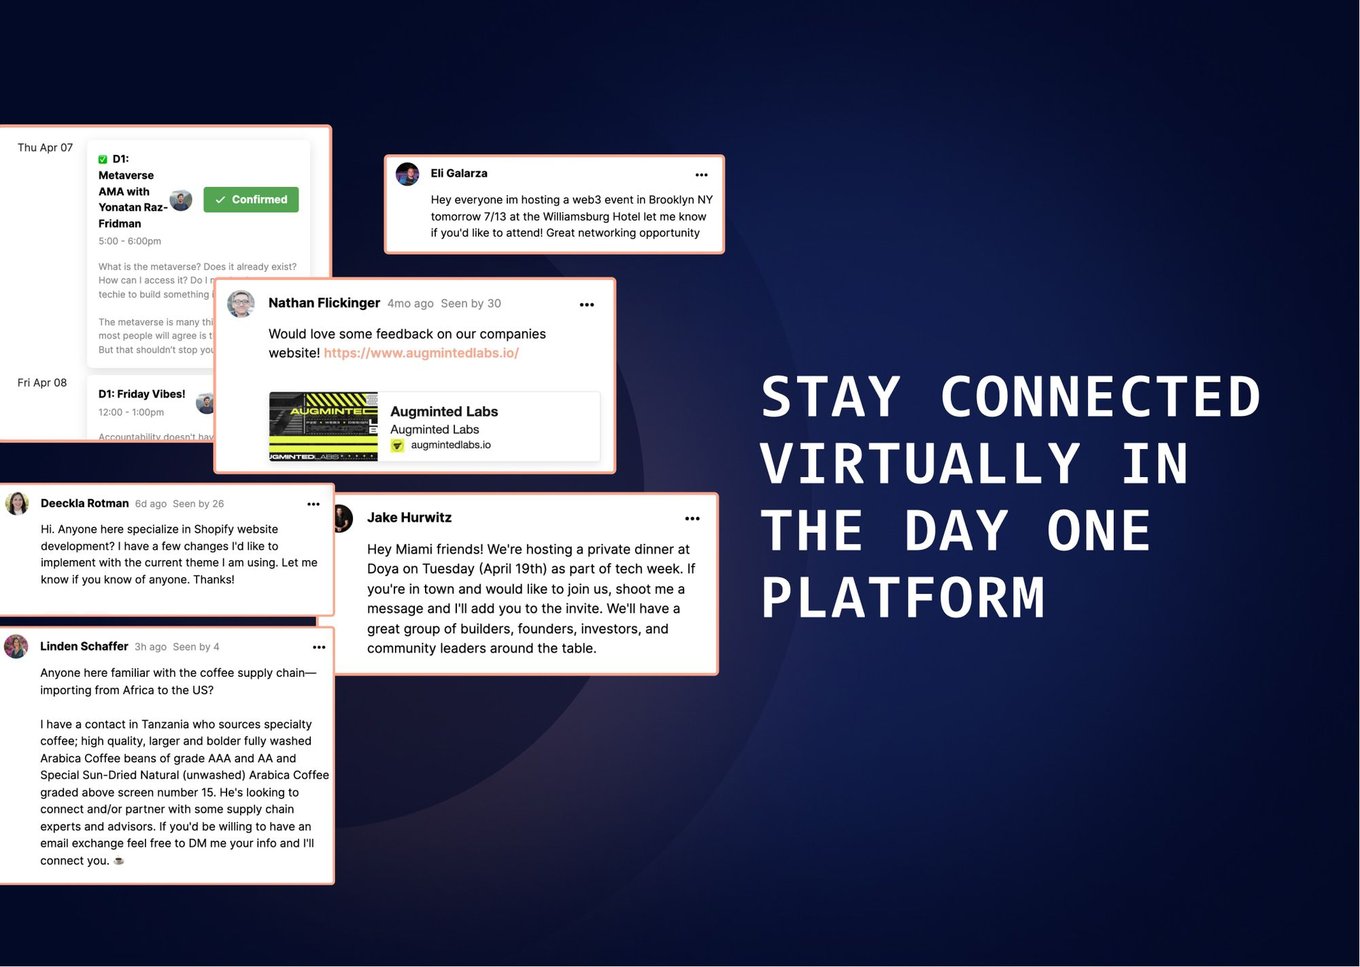 Thu Apr 07
✅ D1:
Metaverse
AMA with
Yonatan Raz-
Fridman
✓ Confirmed
5:00 - 6:00pm
What is the metaverse? Does it already exist?
How can I access it? Do I
techie to build something
The metaverse is many
most people will agree is
But that shouldn't stop
Fri Apr 08
D1: Friday Vibes!
12:00 - 1:00pm
Accountability doesn't
Eli Galarza
Hey everyone im hosting a web3 event in Brooklyn NY
tomorrow 7/13 at the Williamsburg Hotel let me know
if you'd like to attend! Great networking opportunity
Nathan Flickinger 4mo ago Seen by 30
Would love some feedback on our companies
website! https://www.augmintedlabs.io/
AUGMINTED
AUGMINTEDLABS
Augminted Labs
Augminted Labs
augmintedlabs.io
Deeckla Rotman 6d ago Seen by 26
Hi. Anyone here specialize in Shopify website
development? I have a few changes I'd like to
implement with the current theme I am using. Let me
know if you know of anyone. Thanks!
Jake Hurwitz
Hey Miami friends! We're hosting a private dinner at
Doya on Tuesday (April 19th) as part of tech week. If
you're in town and would like to join us, shoot me a
message and I'll add you to the invite. We'll have a
great group of builders, founders, investors, and
community leaders around the table.
Linden Schaffer 3h ago Seen by 4
Anyone here familiar with the coffee supply chain—
importing from Africa to the US?
I have a contact in Tanzania who sources specialty
coffee; high quality, larger and bolder fully washed
Arabica Coffee beans of grade AAA and AA and
Special Sun-Dried Natural (unwashed) Arabica Coffee
graded above screen number 15. He's looking to
connect and/or partner with some supply chain
experts and advisors. If you'd be willing to have an
email exchange feel free to DM me your info and I'll
connect you. ☕
STAY CONNECTED
VIRTUALLY IN
THE DAY ONE
PLATFORM